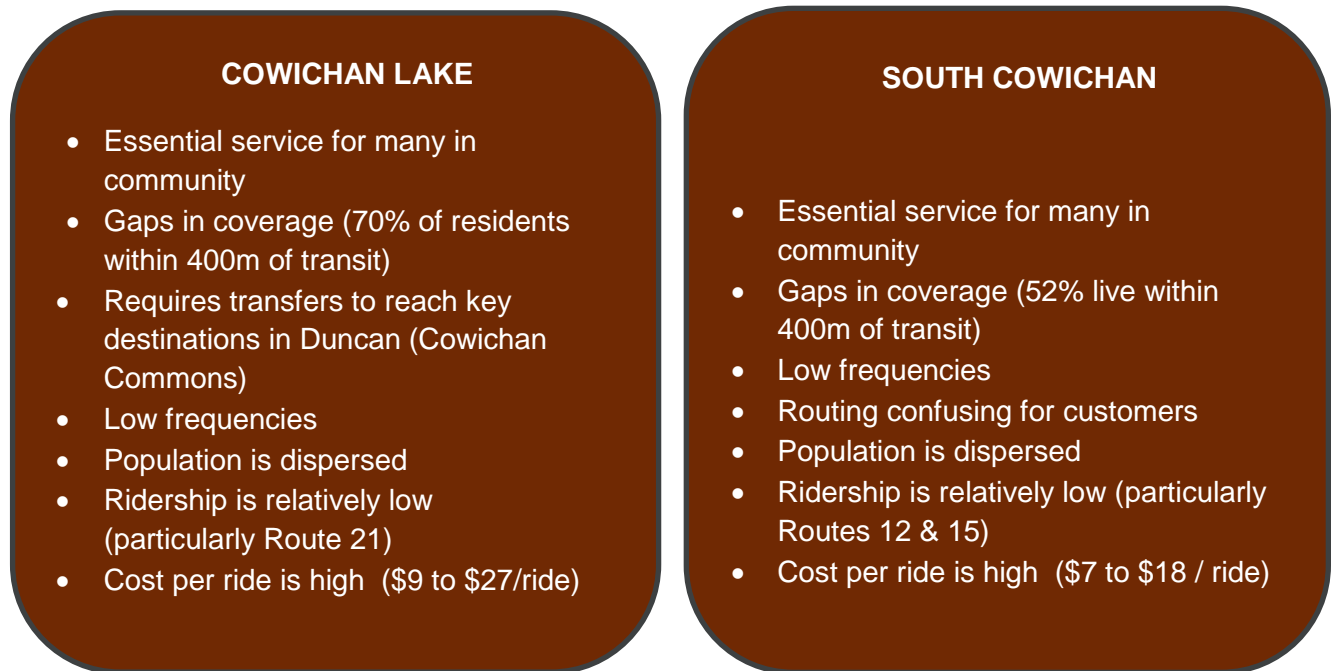 COWICHAN LAKE
• Essential service for many in
community
• Gaps in coverage (70% of residents
within 400m of transit)
• Requires transfers to reach key
destinations in Duncan (Cowichan
Commons)
• Low frequencies
• Population is dispersed
• Ridership is relatively low
(particularly Route 21)
• Cost per ride is high ($9 to $27/ride)
SOUTH COWICHAN
• Essential service for many in
community
• Gaps in coverage (52% live within
400m of transit)
• Low frequencies
• Routing confusing for customers
• Population is dispersed
• Ridership is relatively low (particularly
Routes 12 & 15)
• Cost per ride is high ($7 to $18 / ride)